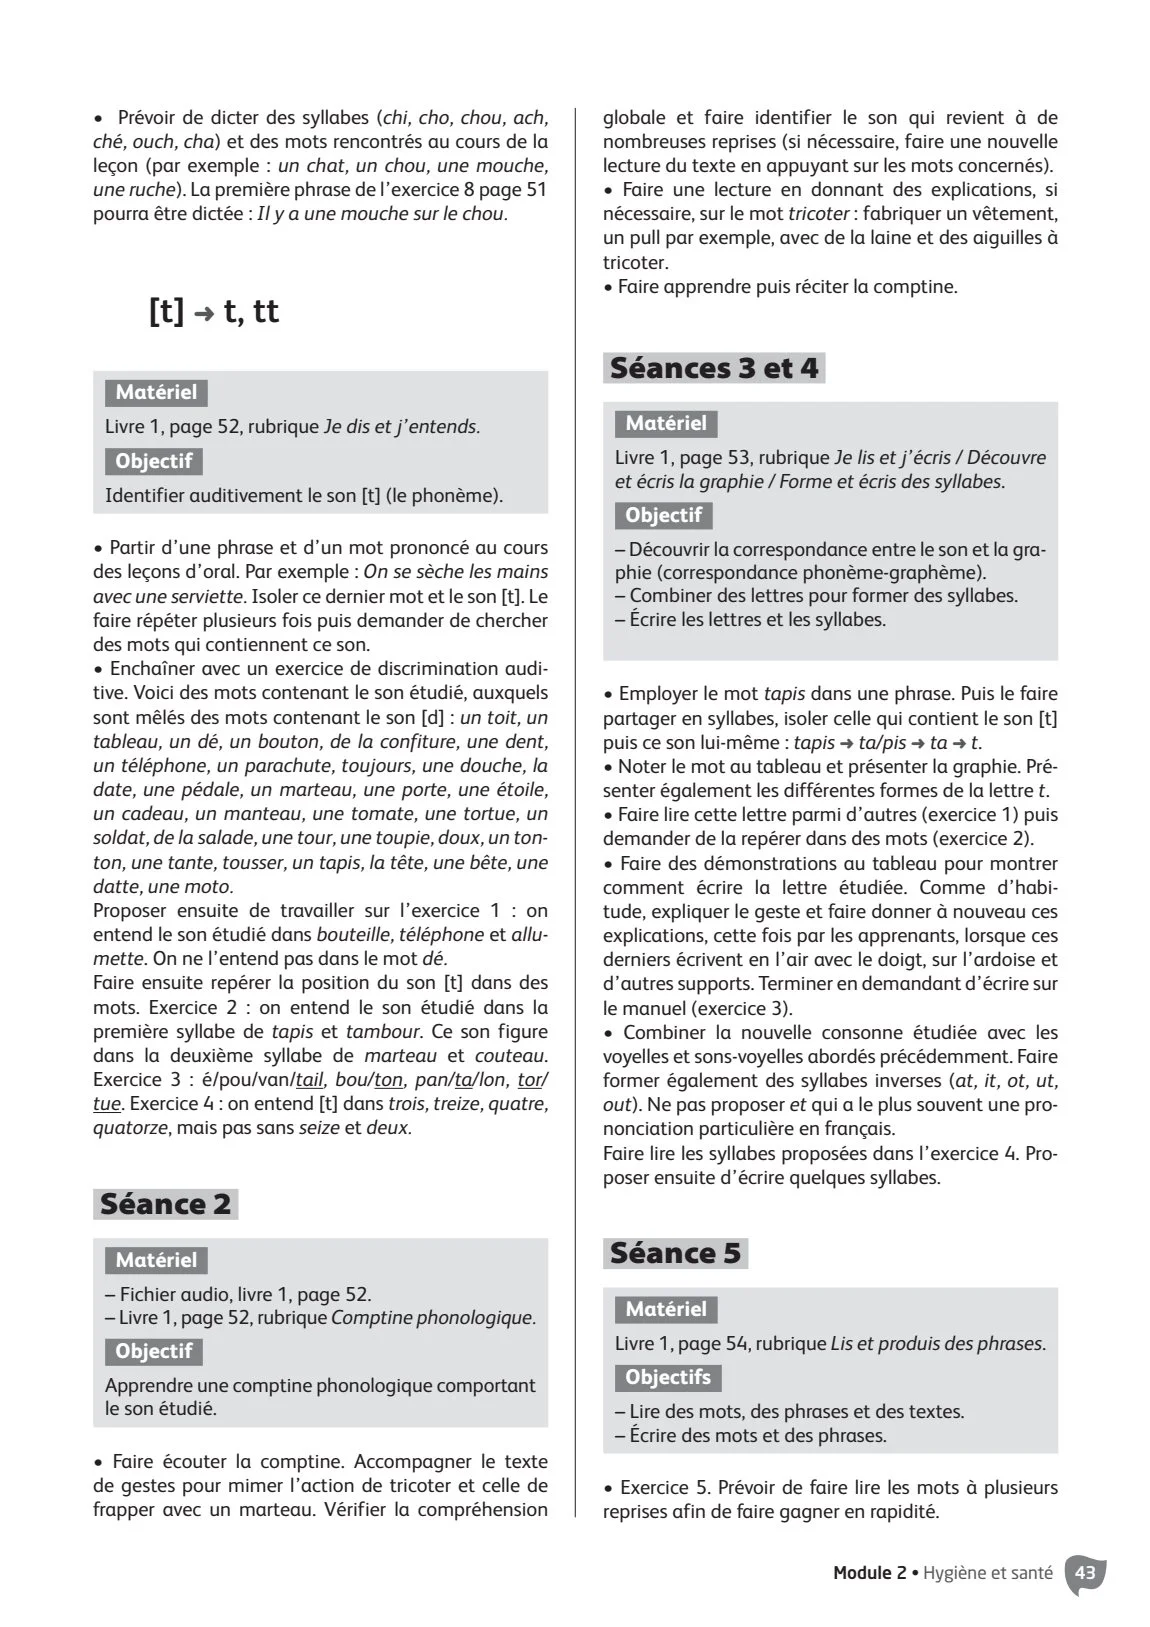 • Prévoir de dicter des syllabes (chi, cho, chou, ach,
ché, ouch, cha) et des mots rencontrés au cours de la
leçon (par exemple : un chat, un chou, une mouche,
une ruche). La première phrase de l’exercice 8 page 51
pourra être dictée : Il y a une mouche sur le chou.
[t] ➜ t, tt
Matériel
Livre 1, page 52, rubrique Je dis et j’entends.
Objectif
Identifier auditivement le son [t] (le phonème).
• Partir d’une phrase et d’un mot prononcé au cours
des leçons d’oral. Par exemple : On se sèche les mains
avec une serviette. Isoler ce dernier mot et le son [t]. Le
faire répéter plusieurs fois puis demander de chercher
des mots qui contiennent ce son.
• Enchaîner avec un exercice de discrimination audi-
tive. Voici des mots contenant le son étudié, auxquels
sont mêlés des mots contenant le son [d] : un toit, un
tableau, un dé, un bouton, de la confiture, une dent,
un téléphone, un parachute, toujours, une douche, la
date, une pédale, un marteau, une porte, une étoile,
un cadeau, un manteau, une tomate, une tortue, un
soldat, de la salade, une tour, une toupie, doux, un ton-
ton, une tante, tousser, un tapis, la tête, une bête, une
datte, une moto.
Proposer ensuite de travailler sur l’exercice 1 : on
entend le son étudié dans bouteille, téléphone et allu-
mette. On ne l’entend pas dans le mot dé.
Faire ensuite repérer la position du son [t] dans des
mots. Exercice 2 : on entend le son étudié dans la
première syllabe de tapis et tambour. Ce son figure
dans la deuxième syllabe de marteau et couteau.
Exercice 3 : é/pou/van/tail, bou/ton, pan/ta/lon, tor/
tue. Exercice 4 : on entend [t] dans trois, treize, quatre,
quatorze, mais pas sans seize et deux.
Séance 2
Matériel
– Fichier audio, livre 1, page 52.
– Livre 1, page 52, rubrique Comptine phonologique.
Objectif
Apprendre une comptine phonologique comportant
le son étudié.
• Faire écouter la comptine. Accompagner le texte
de gestes pour mimer l’action de tricoter et celle de
frapper avec un marteau. Vérifier la compréhension
globale et faire identifier le son qui revient à de
nombreuses reprises (si nécessaire, faire une nouvelle
lecture du texte en appuyant sur les mots concernés).
• Faire une lecture en donnant des explications, si
nécessaire, sur le mot tricoter : fabriquer un vêtement,
un pull par exemple, avec de la laine et des aiguilles à
tricoter.
• Faire apprendre puis réciter la comptine.
Séances 3 et 4
Matériel
Livre 1, page 53, rubrique Je lis et j’écris / Découvre
et écris la graphie / Forme et écris des syllabes.
Objectif
– Découvrir la correspondance entre le son et la gra-
phie (correspondance phonème-graphème).
– Combiner des lettres pour former des syllabes.
– Écrire les lettres et les syllabes.
• Employer le mot tapis dans une phrase. Puis le faire
partager en syllabes, isoler celle qui contient le son [t]
puis ce son lui-même : tapis ➜ ta/pis ➜ ta ➜ t.
• Noter le mot au tableau et présenter la graphie. Pré-
senter également les différentes formes de la lettre t.
• Faire lire cette lettre parmi d’autres (exercice 1) puis
demander de la repérer dans des mots (exercice 2).
• Faire des démonstrations au tableau pour montrer
comment écrire la lettre étudiée. Comme d’habi-
tude, expliquer le geste et faire donner à nouveau ces
explications, cette fois par les apprenants, lorsque ces
derniers écrivent en l’air avec le doigt, sur l’ardoise et
d’autres supports. Terminer en demandant d’écrire sur
le manuel (exercice 3).
• Combiner la nouvelle consonne étudiée avec les
voyelles et sons-voyelles abordés précédemment. Faire
former également des syllabes inverses (at, it, ot, ut,
out). Ne pas proposer et qui a le plus souvent une pro-
nonciation particulière en français.
Faire lire les syllabes proposées dans l’exercice 4. Pro-
poser ensuite d’écrire quelques syllabes.
Séance 5
Matériel
Livre 1, page 54, rubrique Lis et produis des phrases.
Objectifs
– Lire des mots, des phrases et des textes.
– Écrire des mots et des phrases.
• Exercice 5. Prévoir de faire lire les mots à plusieurs
reprises afin de faire gagner en rapidité.
Module 2 • Hygiène et santé 43